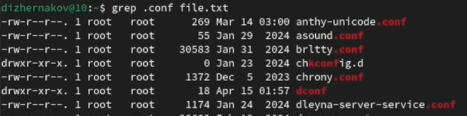 dizhernakov@10:~$ grep .conf file.txt
-rw-r--r--. 1 root root 269 Mar 14 03:00 anthy-unicode.conf
-rw-r--r--. 1 root root 55 Jan 29 2024 asound.conf
-rw-r--r--. 1 root root 30583 Jan 31 2024 brltty.conf
drwxr-xr-x. 1 root root 0 Jan 23 2024 chkconfig.d
-rw-r--r--. 1 root root 1372 Dec 5 2023 chrony.conf
drwxr-xr-x. 1 root root 18 Apr 15 01:57 dconf
-rw-r--r--. 1 root root 1174 Jan 24 2024 dleyna-server-service.conf